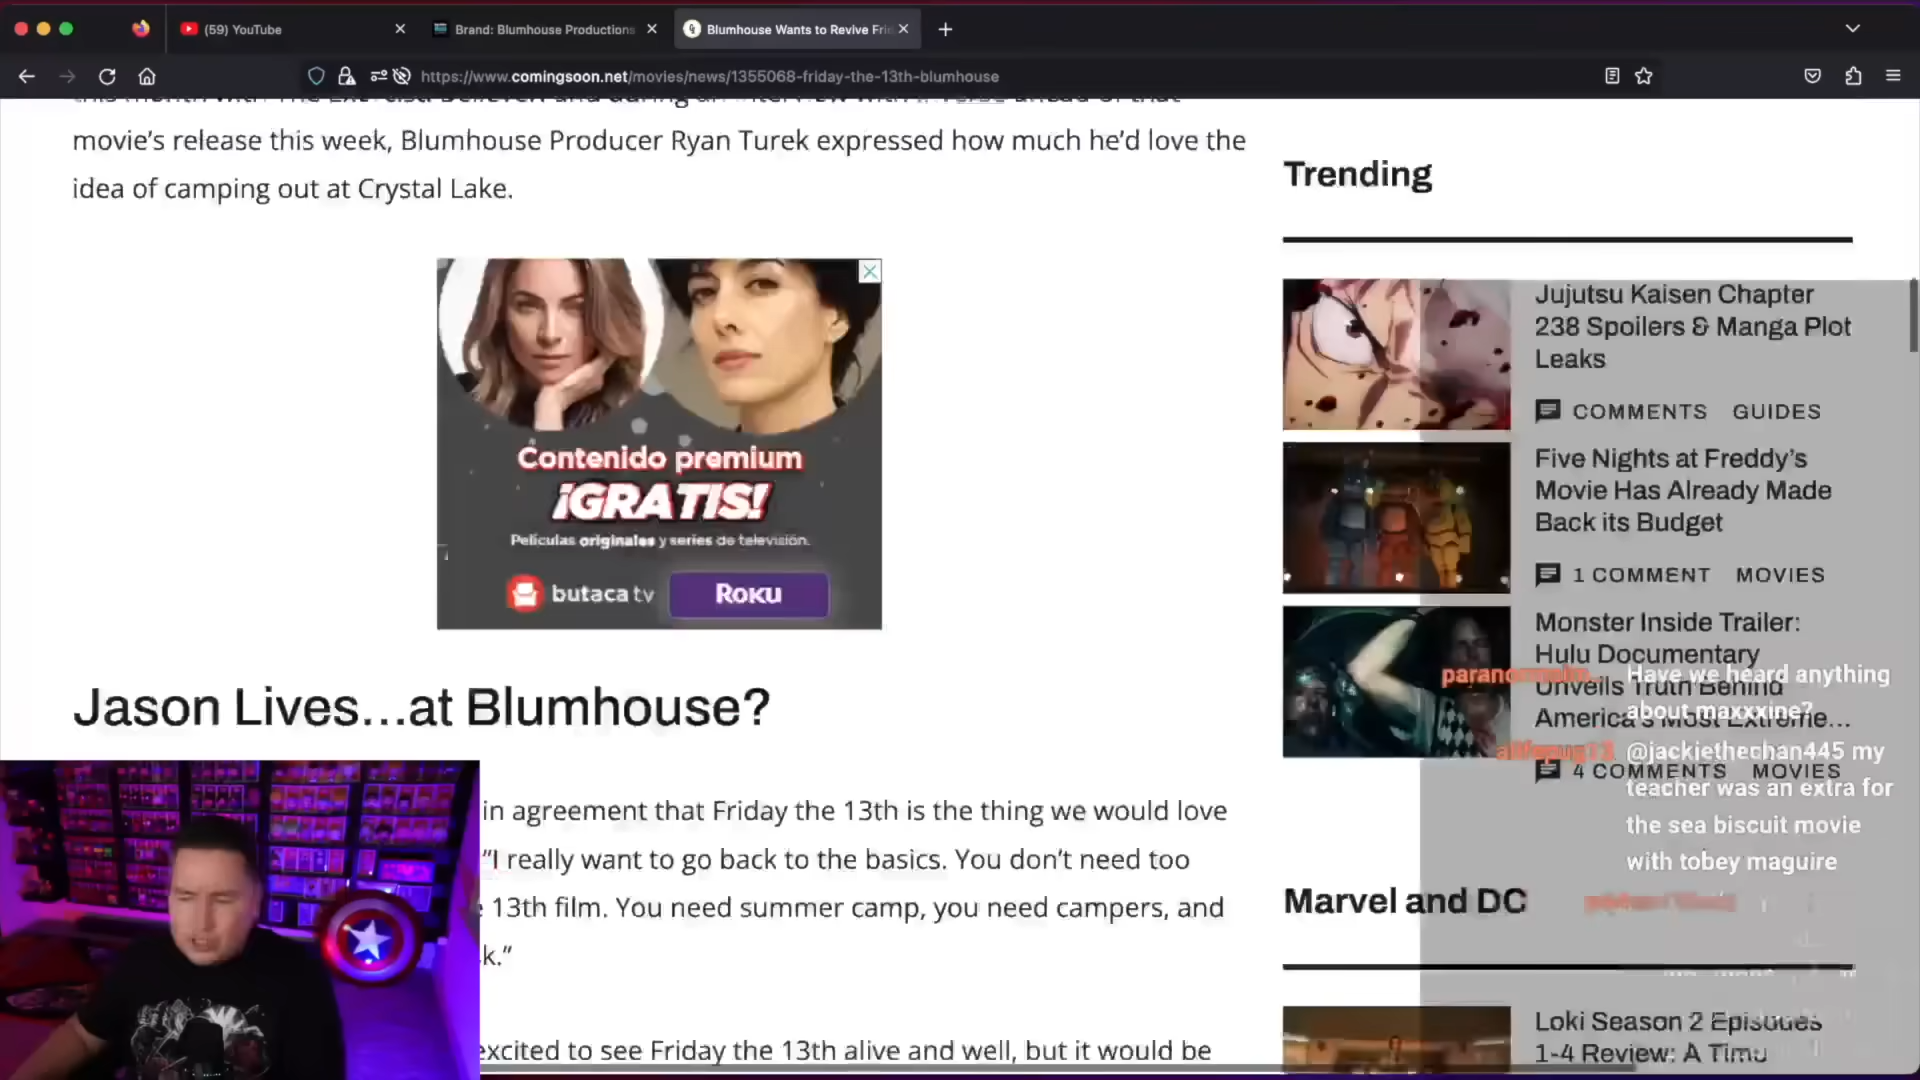 (59) YouTube
Brand: Blumhouse Productions
Blumhouse Wants to Revive Fri
https://www.comingsoon.net/movies/news/1355068-friday-the-13th-blumhouse
movie's release this week, Blumhouse Producer Ryan Turek expressed how much he'd love the
idea of camping out at Crystal Lake.
Contenido premium
¡GRATIS!
Películas originales y series de televisión.
butaca tv
Roku
Jason Lives...at Blumhouse?
in agreement that Friday the 13th is the thing we would love
"I really want to go back to the basics. You don't need too
13th film. You need summer camp, you need campers, and
k."
excited to see Friday the 13th alive and well, but it would be
Trending
Jujutsu Kaisen Chapter
238 Spoilers & Manga Plot
Leaks
COMMENTS GUIDES
Five Nights at Freddy's
Movie Has Already Made
Back its Budget
1 COMMENT MOVIES
Monster Inside Trailer:
Hulu Documentary
Unveils Truth Behind
America's Most Extreme...
4 COMMENTS MOVIES
Have we heard anything
about maxxxine?
@jackiethechan445 my
teacher was an extra for
the sea biscuit movie
with tobey maguire
Marvel and DC
Loki Season 2 Episodes
1-4 Review: A Timu